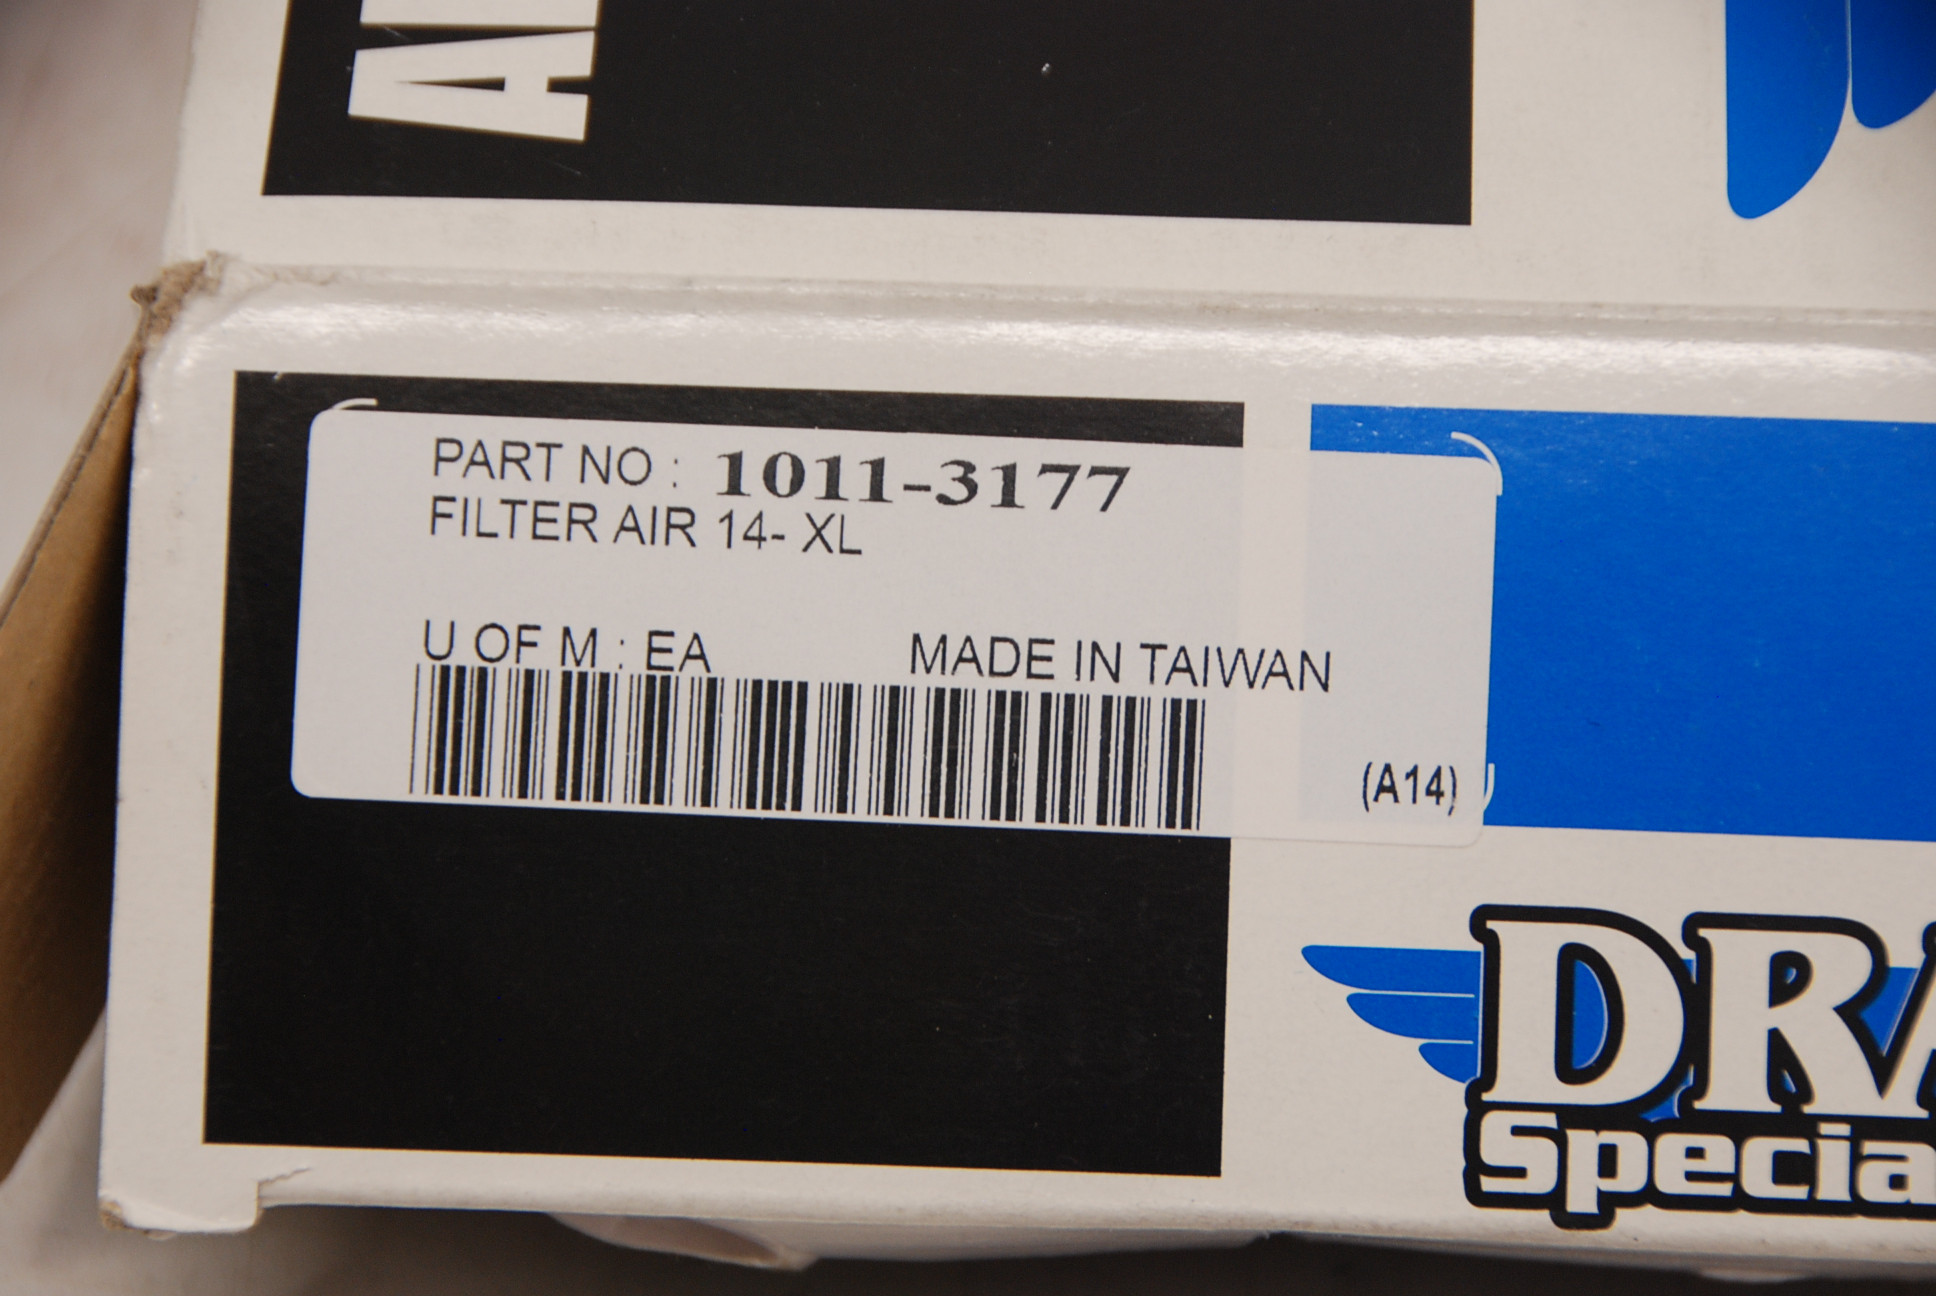 PART NO : 1011-3177
FILTER AIR 14- XL
U OF M : EA MADE IN TAIWAN
(A14)